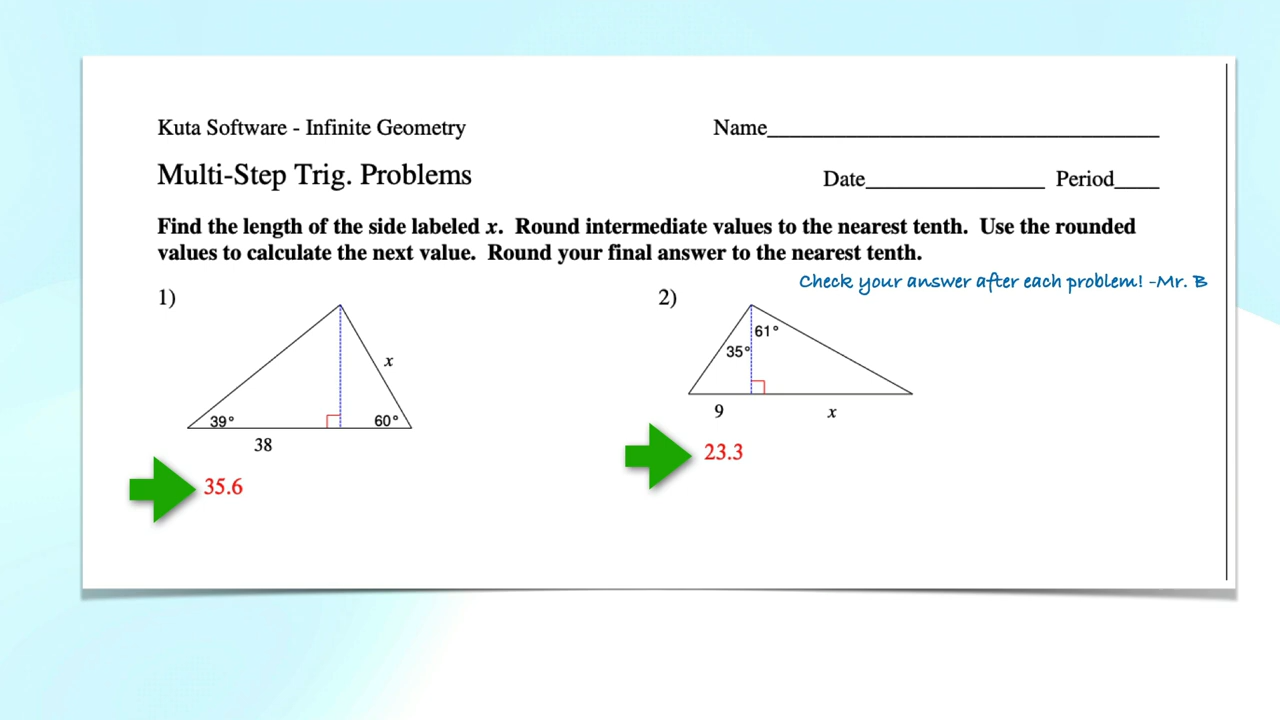 Kuta Software - Infinite Geometry
Name___________________________________
Multi-Step Trig. Problems
Date________________ Period____
Find the length of the side labeled x. Round intermediate values to the nearest tenth. Use the rounded
values to calculate the next value. Round your final answer to the nearest tenth.
Check your answer after each problem! -Mr. B
1)
x
39°
60°
38
35.6
2)
61°
35°
9
x
23.3